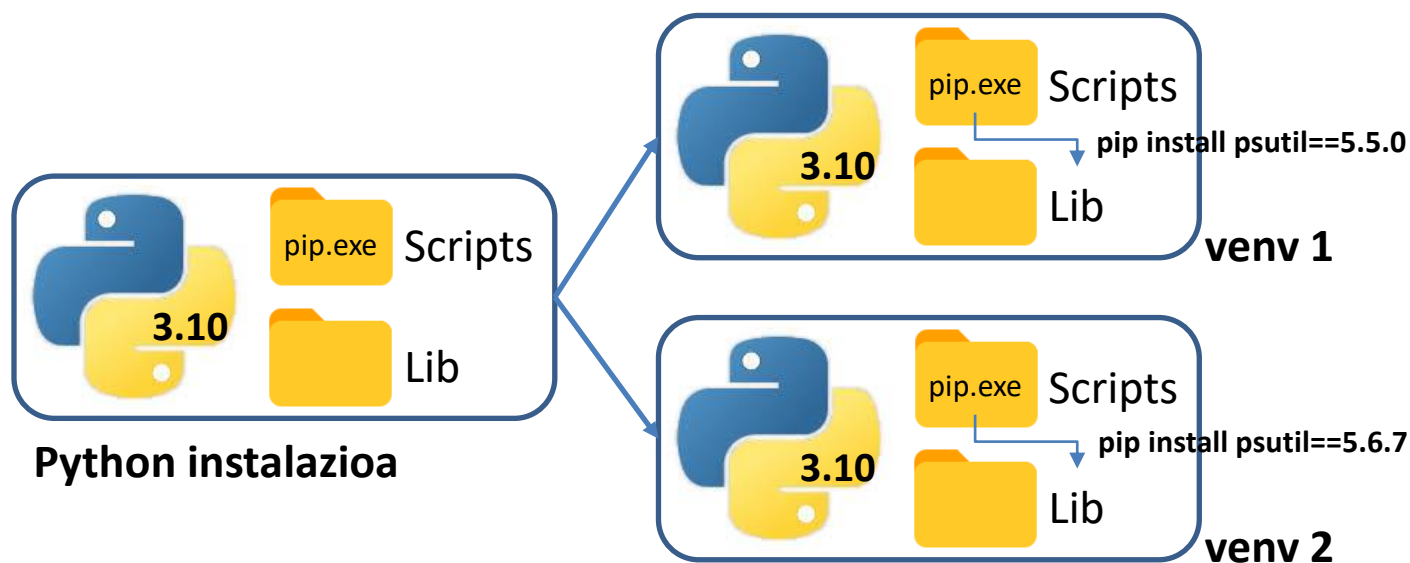 3.10
pip.exe
Scripts
Lib
Python instalazioa
3.10
pip.exe
Scripts
pip install psutil==5.5.0
Lib
venv 1
3.10
pip.exe
Scripts
pip install psutil==5.6.7
Lib
venv 2